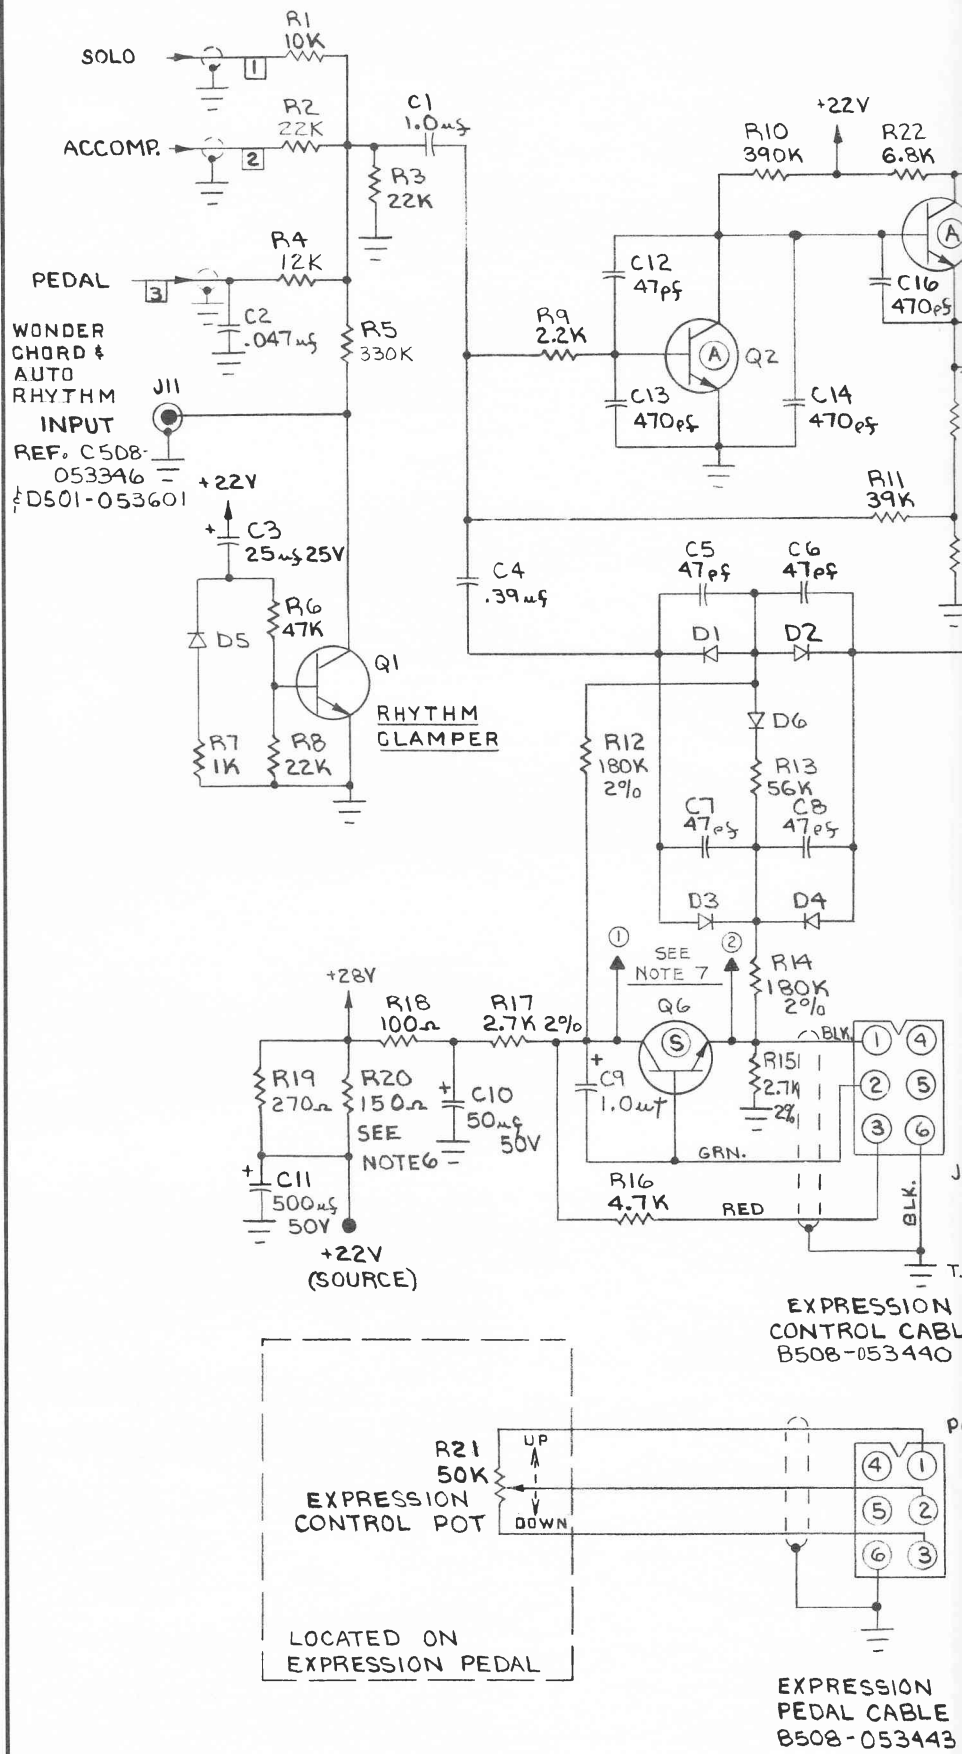 R1
10K
SOLO
1
R2
22K
ACCOMP.
2
C1
1.0uf
R3
22K
+22V
R10
390K
R22
6.8K
A
R4
12K
PEDAL
3
C2
.047uf
R5
330K
C12
47pf
C16
470pf
R9
2.2K
A
Q2
WONDER
CHORD &
AUTO
RHYTHM
INPUT
J11
REF. C508-
053346
& D501-053601
C13
470pf
C14
470pf
+22V
+
C3
25uf 25V
R11
39K
C4
.39uf
C5
47pf
C6
47pf
D5
R6
47K
D1
D2
Q1
RHYTHM
CLAMPER
D6
R7
1K
R8
22K
R12
180K
2%
R13
56K
C7
47pf
C8
47pf
D3
D4
1
SEE
NOTE 7
2
R14
180K
2%
+28V
R18
100Ω
R17
2.7K 2%
Q6
S
BLK.
1
4
R19
270Ω
R20
150Ω
SEE
NOTE 6
+
C10
50uf
50V
+
C9
1.0uf
R15
2.7K
2%
2
5
3
6
GRN.
+
C11
500uf
50V
R16
4.7K
RED
BLK.
J
+22V
(SOURCE)
T.
EXPRESSION
CONTROL CABL
B508-053440
R21
50K
UP
DOWN
EXPRESSION
CONTROL POT
P
4
1
5
2
6
3
LOCATED ON
EXPRESSION PEDAL
EXPRESSION
PEDAL CABLE
B508-053443